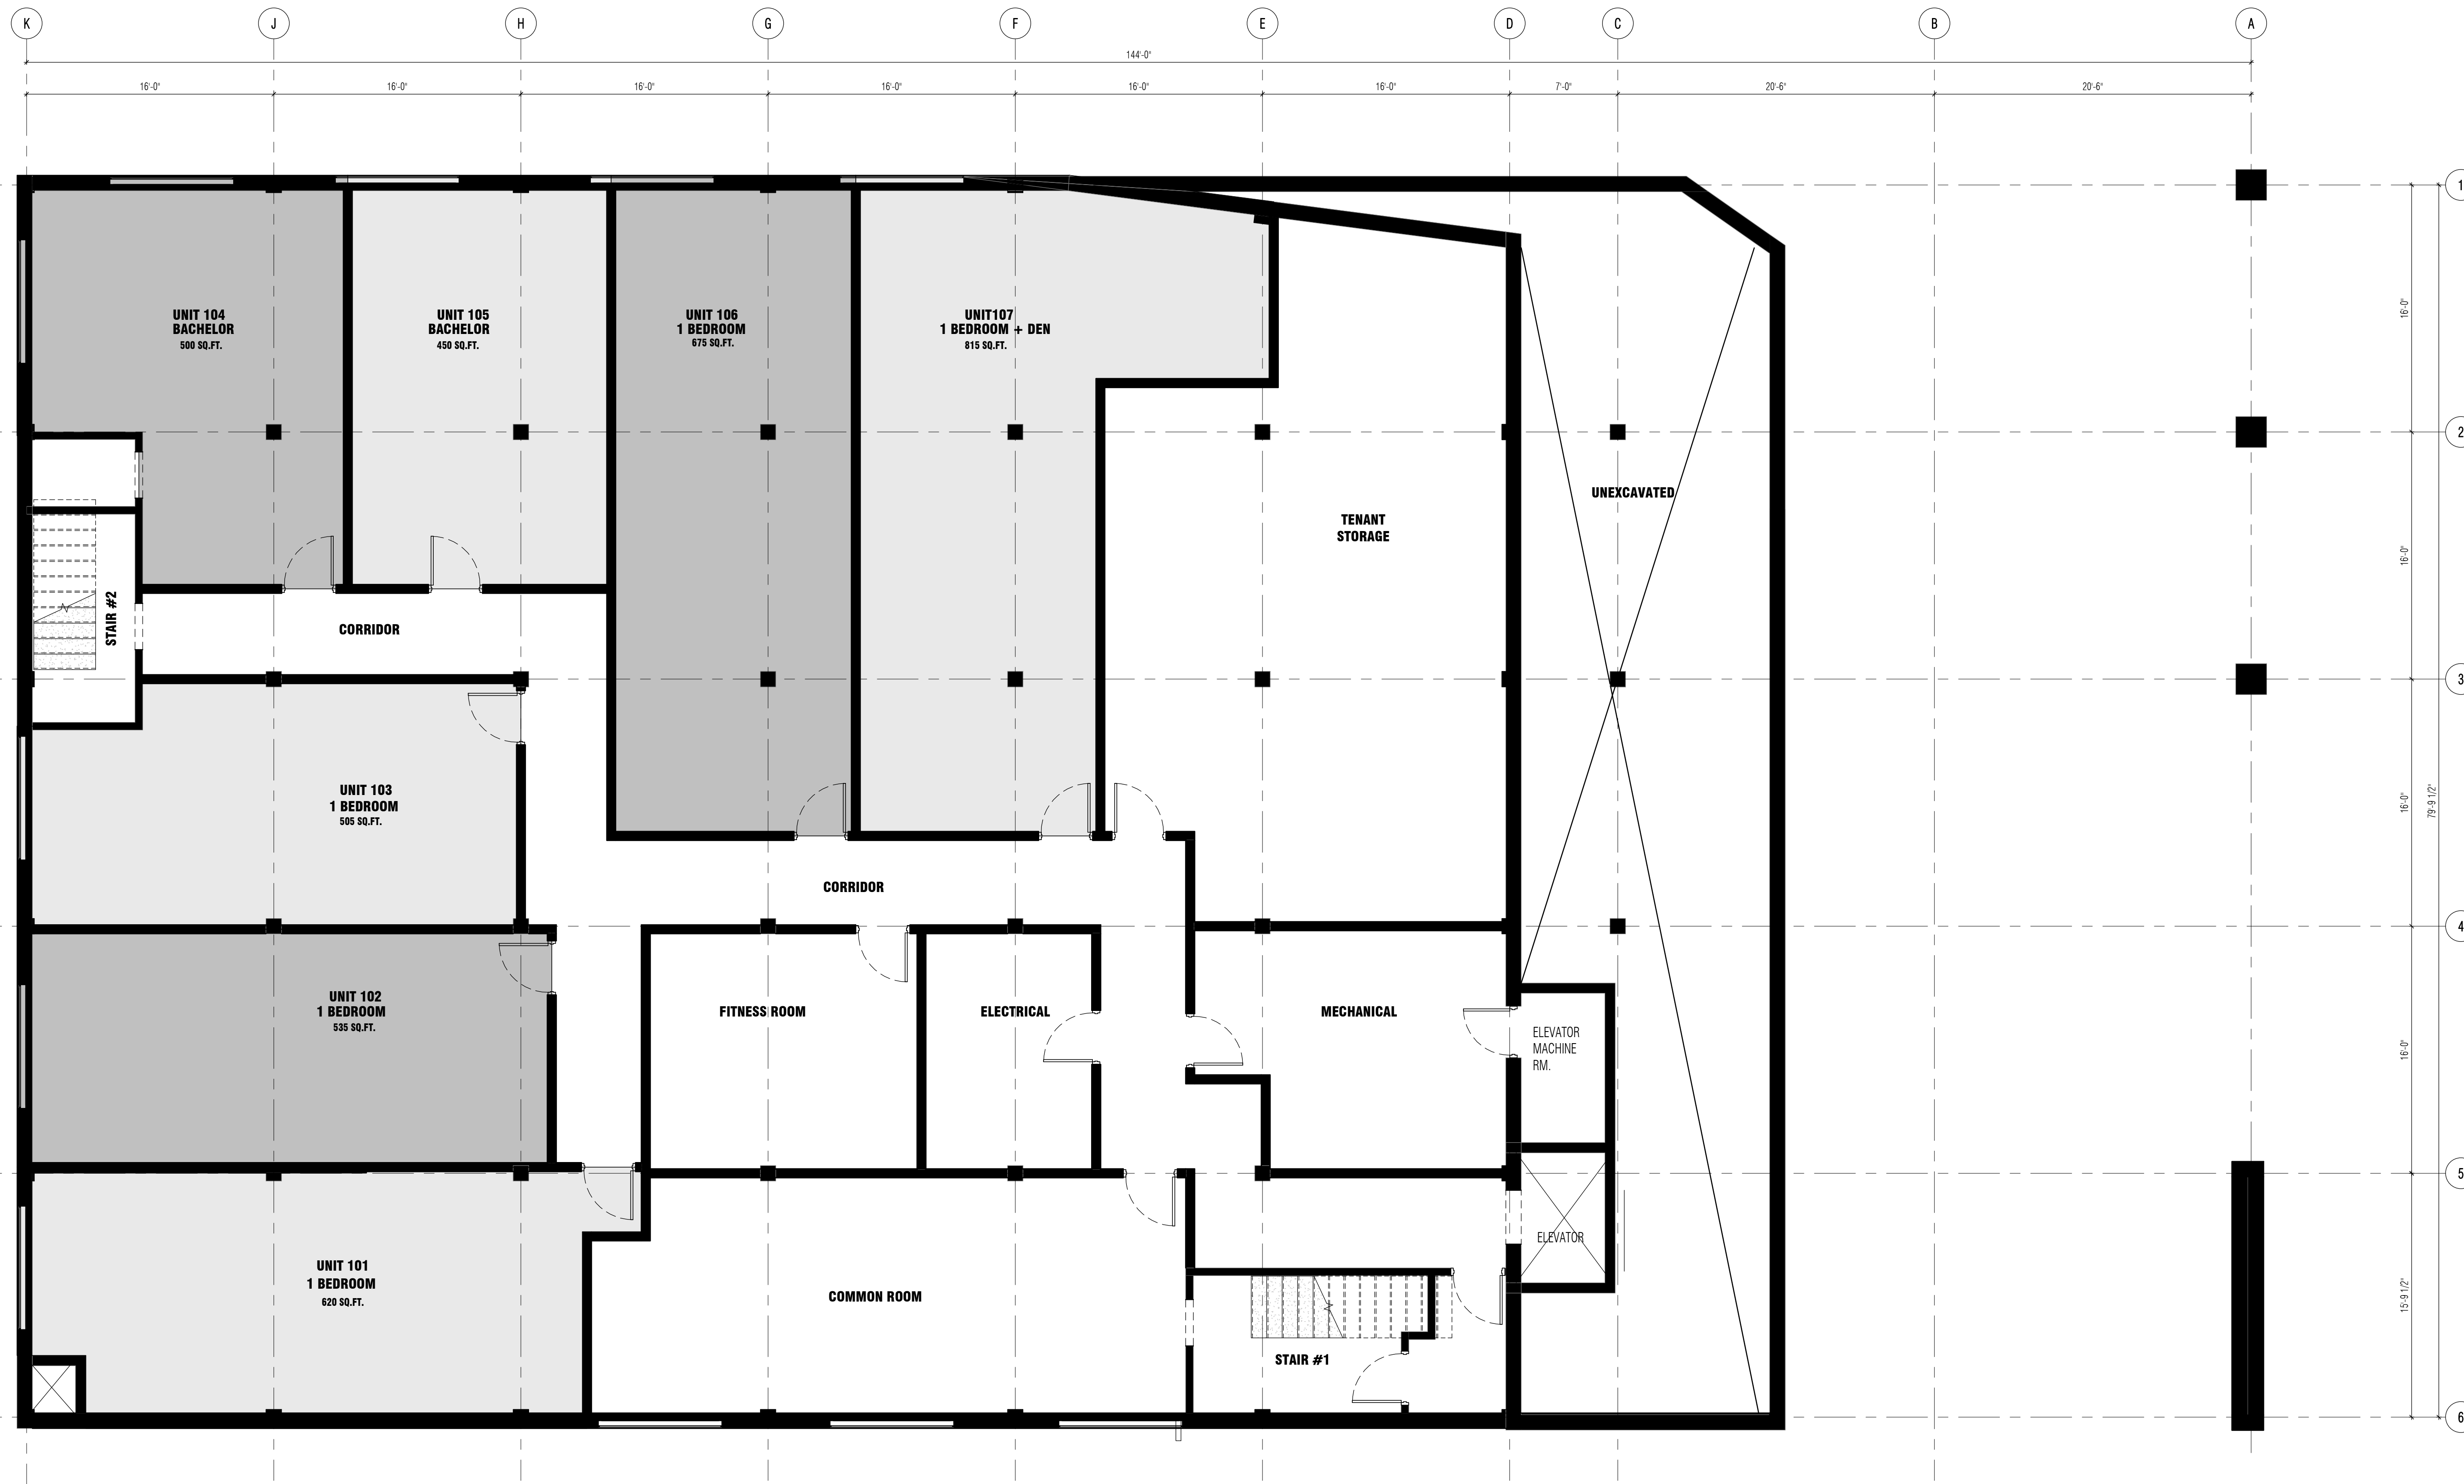 K
J
H
G
F
E
D
C
B
A
144'-0"
16'-0"
16'-0"
16'-0"
16'-0"
16'-0"
16'-0"
7'-0"
20'-6"
20'-6"
1
2
3
4
5
6
16'-0"
16'-0"
16'-0"
16'-0"
15'-9 1/2"
79'-9 1/2"
UNIT 104
BACHELOR
500 SQ.FT.
UNIT 105
BACHELOR
450 SQ.FT.
UNIT 106
1 BEDROOM
675 SQ.FT.
UNIT107
1 BEDROOM + DEN
815 SQ.FT.
TENANT
STORAGE
UNEXCAVATED
STAIR #2
CORRIDOR
UNIT 103
1 BEDROOM
505 SQ.FT.
CORRIDOR
UNIT 102
1 BEDROOM
535 SQ.FT.
FITNESS ROOM
ELECTRICAL
MECHANICAL
ELEVATOR
MACHINE
RM.
ELEVATOR
UNIT 101
1 BEDROOM
620 SQ.FT.
COMMON ROOM
STAIR #1